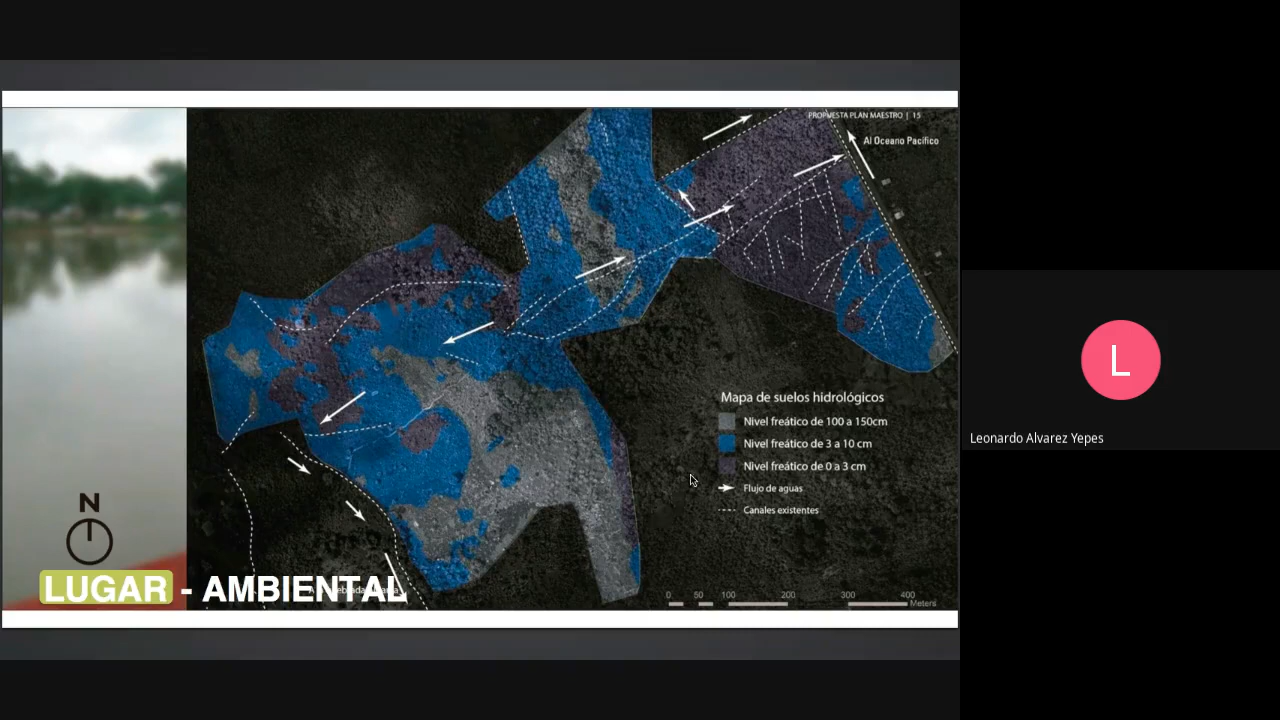 PROPUESTA PLAN MAESTRO | 15
Al Oceano Pacífico
Mapa de suelos hidrológicos
Nivel freático de 100 a 150cm
Nivel freático de 3 a 10 cm
Nivel freático de 0 a 3 cm
Flujo de aguas
Canales existentes
N
LUGAR - AMBIENTAL
0 50 100 200 300 400
Meters
L
Leonardo Alvarez Yepes